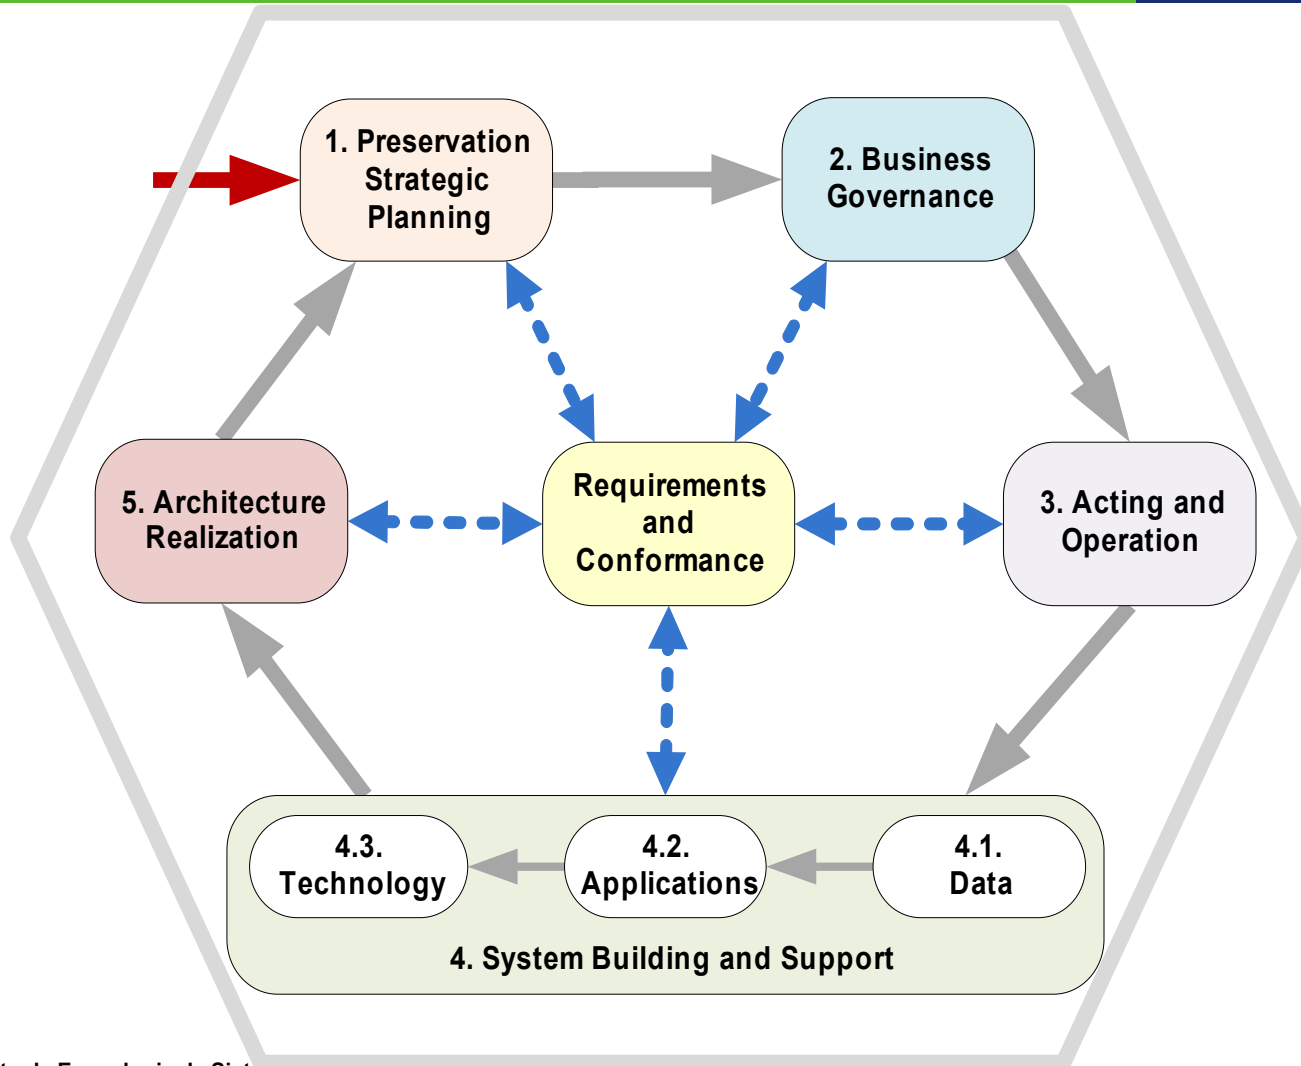 1. Preservation
Strategic
Planning
2. Business
Governance
5. Architecture
Realization
Requirements
and
Conformance
3. Acting and
Operation
4.3.
Technology
4.2.
Applications
4.1.
Data
4. System Building and Support